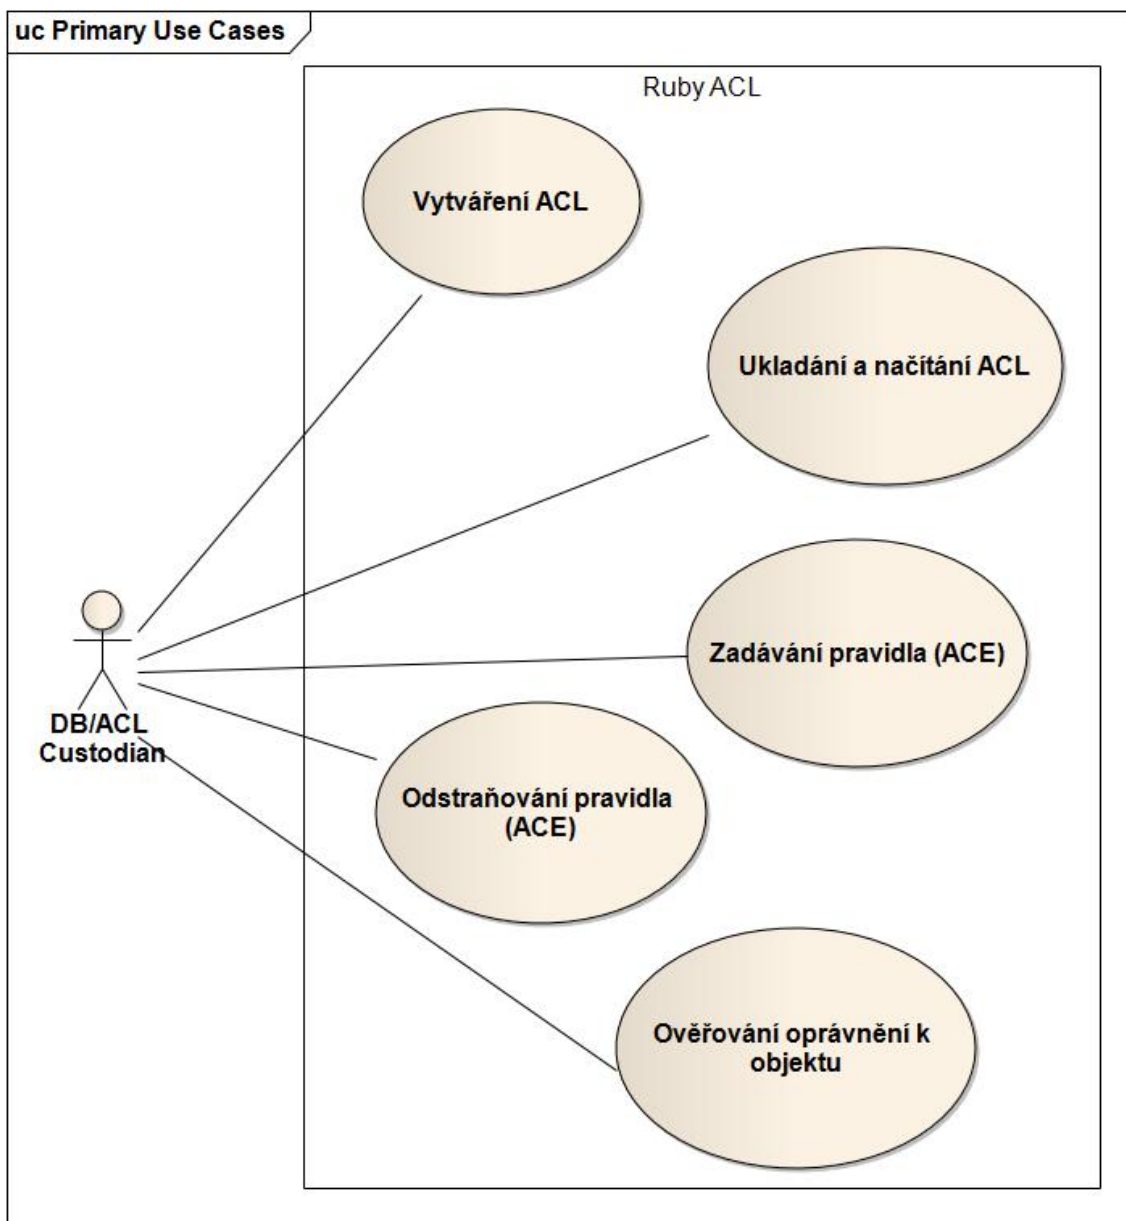 uc Primary Use Cases
Ruby ACL
Vytváření ACL
Ukladání a načítání ACL
Zadávání pravidla (ACE)
DB/ACL
Custodian
Odstraňování pravidla
(ACE)
Ověřování oprávnění k
objektu